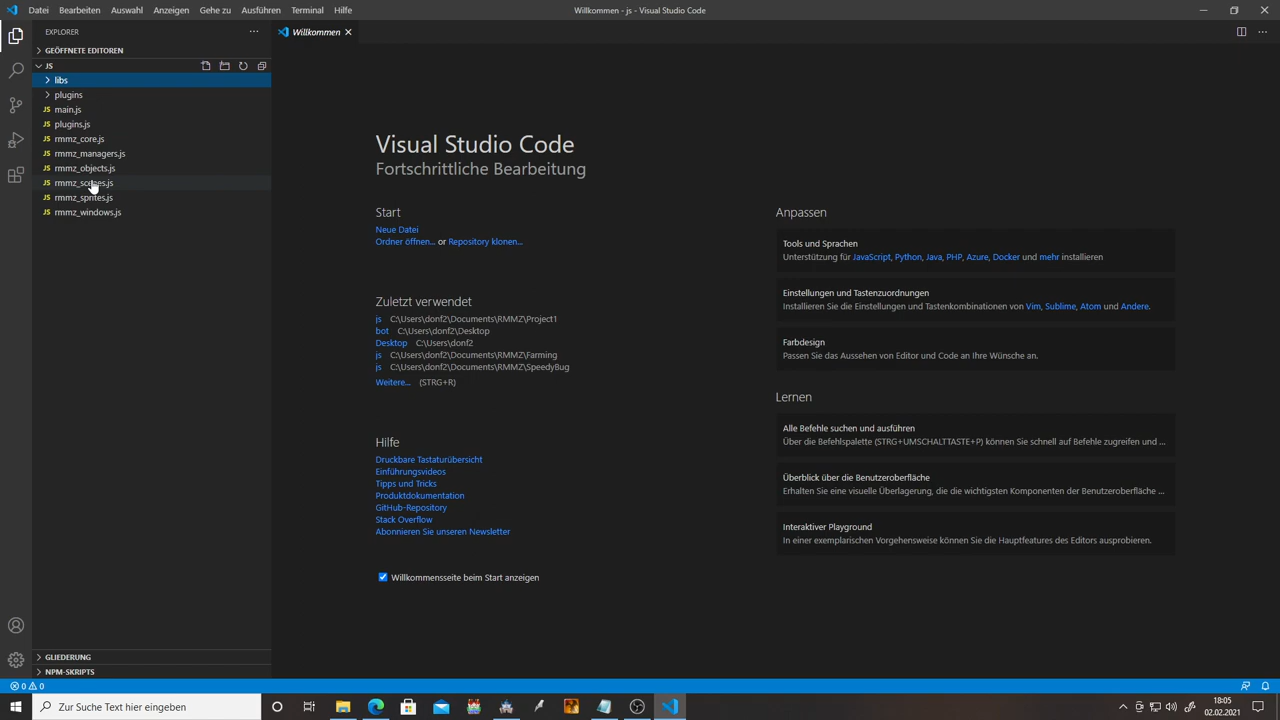 Datei Bearbeiten Auswahl Anzeigen Gehe zu Ausführen Terminal Hilfe Willkommen - js - Visual Studio Code
EXPLORER ···
Willkommen
GEÖFFNETE EDITOREN
JS
libs
plugins
JS main.js
JS plugins.js
JS rmmz_core.js
JS rmmz_managers.js
JS rmmz_objects.js
JS rmmz_scenes.js
JS rmmz_sprites.js
JS rmmz_windows.js
GLIEDERUNG
NPM-SKRIPTS
Visual Studio Code
Fortschrittliche Bearbeitung
Start
Neue Datei
Ordner öffnen... or Repository klonen...
Zuletzt verwendet
js C:\Users\donf2\Documents\RMMZ\Project1
bot C:\Users\donf2\Desktop
Desktop C:\Users\donf2
js C:\Users\donf2\Documents\RMMZ\Farming
js C:\Users\donf2\Documents\RMMZ\SpeedyBug
Weitere... (STRG+R)
Hilfe
Druckbare Tastaturübersicht
Einführungsvideos
Tipps und Tricks
Produktdokumentation
GitHub-Repository
Stack Overflow
Abonnieren Sie unseren Newsletter
Willkommensseite beim Start anzeigen
Anpassen
Tools und Sprachen
Unterstützung für JavaScript, Python, Java, PHP, Azure, Docker und mehr installieren
Einstellungen und Tastenzuordnungen
Installieren Sie die Einstellungen und Tastenkombinationen von Vim, Sublime, Atom und Andere.
Farbdesign
Passen Sie das Aussehen von Editor und Code an Ihre Wünsche an.
Lernen
Alle Befehle suchen und ausführen
Über die Befehlspalette (STRG+UMSCHALTTASTE+P) können Sie schnell auf Befehle zugreifen und ...
Überblick über die Benutzeroberfläche
Erhalten Sie eine visuelle Überlagerung, die die wichtigsten Komponenten der Benutzeroberfläche ...
Interaktiver Playground
In einer exemplarischen Vorgehensweise können Sie die Hauptfeatures des Editors ausprobieren.
0 0
Zur Suche Text hier eingeben
18:05
02.02.2021